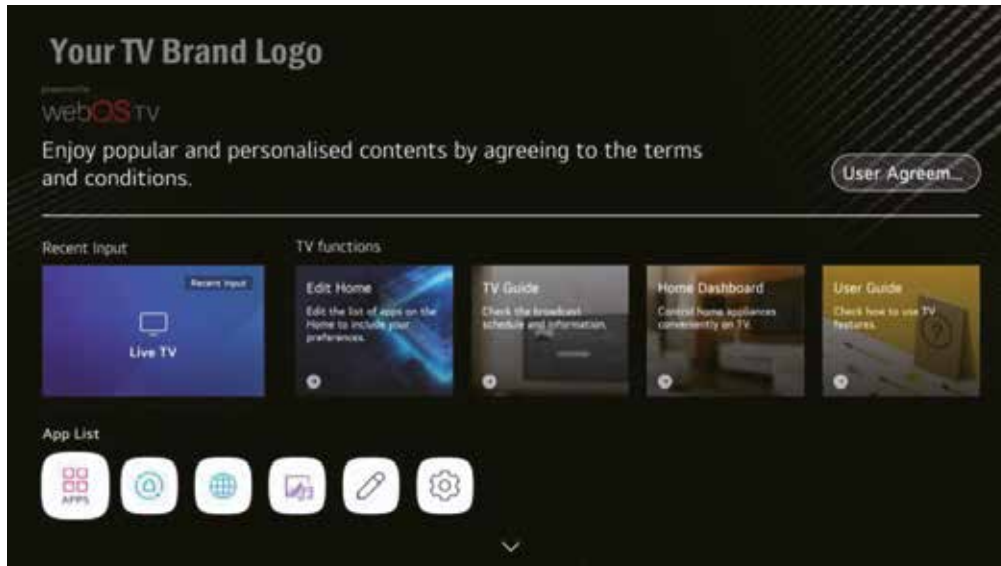 Your TV Brand Logo
powered by
webOS TV
Enjoy popular and personalised contents by agreeing to the terms
and conditions.
User Agreem...
Recent Input
TV functions
Recent Input
Live TV
Edit Home
Edit the list of apps on the
Home to include your
preferences.
TV Guide
Check the broadcast
schedule and information.
Home Dashboard
Control home appliances
conveniently on TV.
User Guide
Check how to use TV
features.
App List
APPS